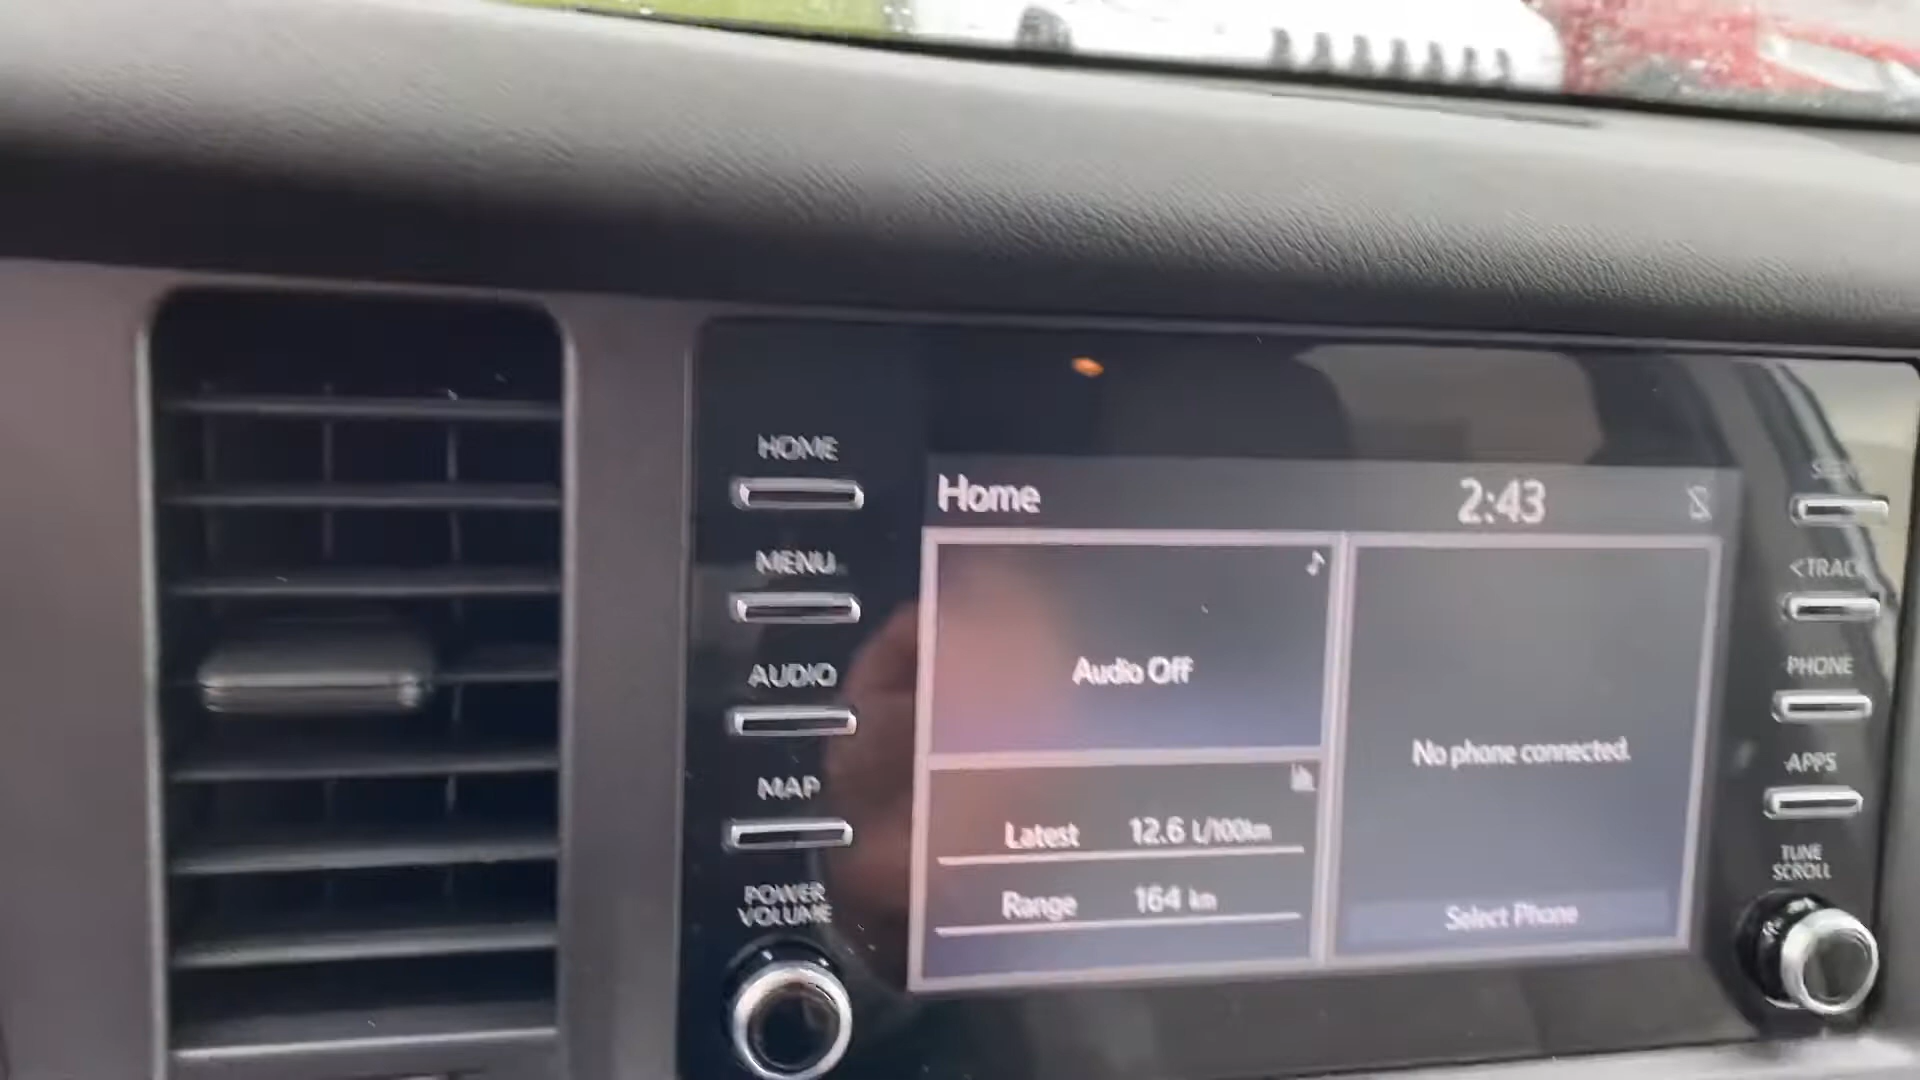 HOME
MENU
AUDIO
MAP
POWER
VOLUME
Home
2:43
Audio Off
Latest 12.6 L/100km
Range 164 km
No phone connected.
Select Phone
<TRACK
PHONE
APPS
TUNE
SCROLL